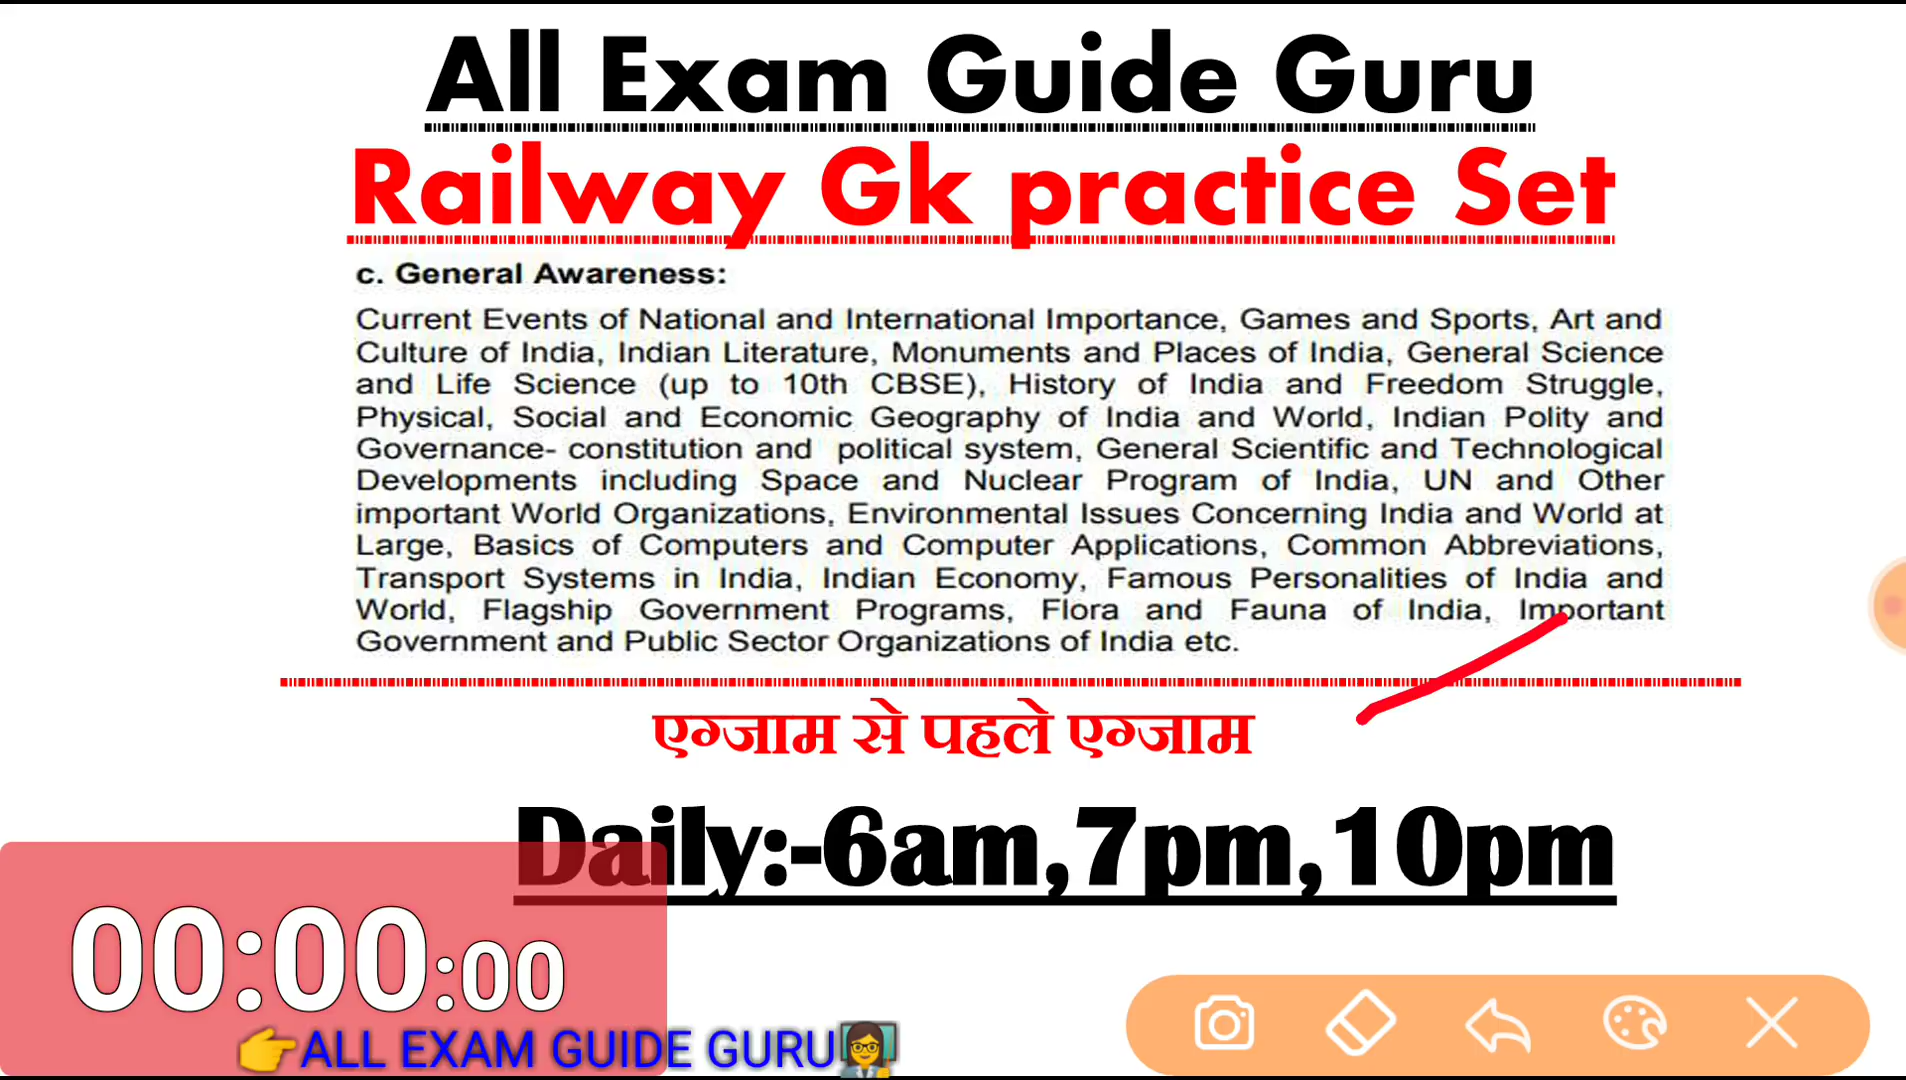 All Exam Guide Guru
Railway Gk practice Set
c. General Awareness:
Current Events of National and International Importance, Games and Sports, Art and
Culture of India, Indian Literature, Monuments and Places of India, General Science
and Life Science (up to 10th CBSE), History of India and Freedom Struggle,
Physical, Social and Economic Geography of India and World, Indian Polity and
Governance- constitution and political system, General Scientific and Technological
Developments including Space and Nuclear Program of India, UN and Other
important World Organizations, Environmental Issues Concerning India and World at
Large, Basics of Computers and Computer Applications, Common Abbreviations,
Transport Systems in India, Indian Economy, Famous Personalities of India and
World, Flagship Government Programs, Flora and Fauna of India, Important
Government and Public Sector Organizations of India etc.
एग्जाम से पहले एग्जाम
Daily:-6am,7pm,10pm
00:00:00
👉ALL EXAM GUIDE GURU👩‍🏫